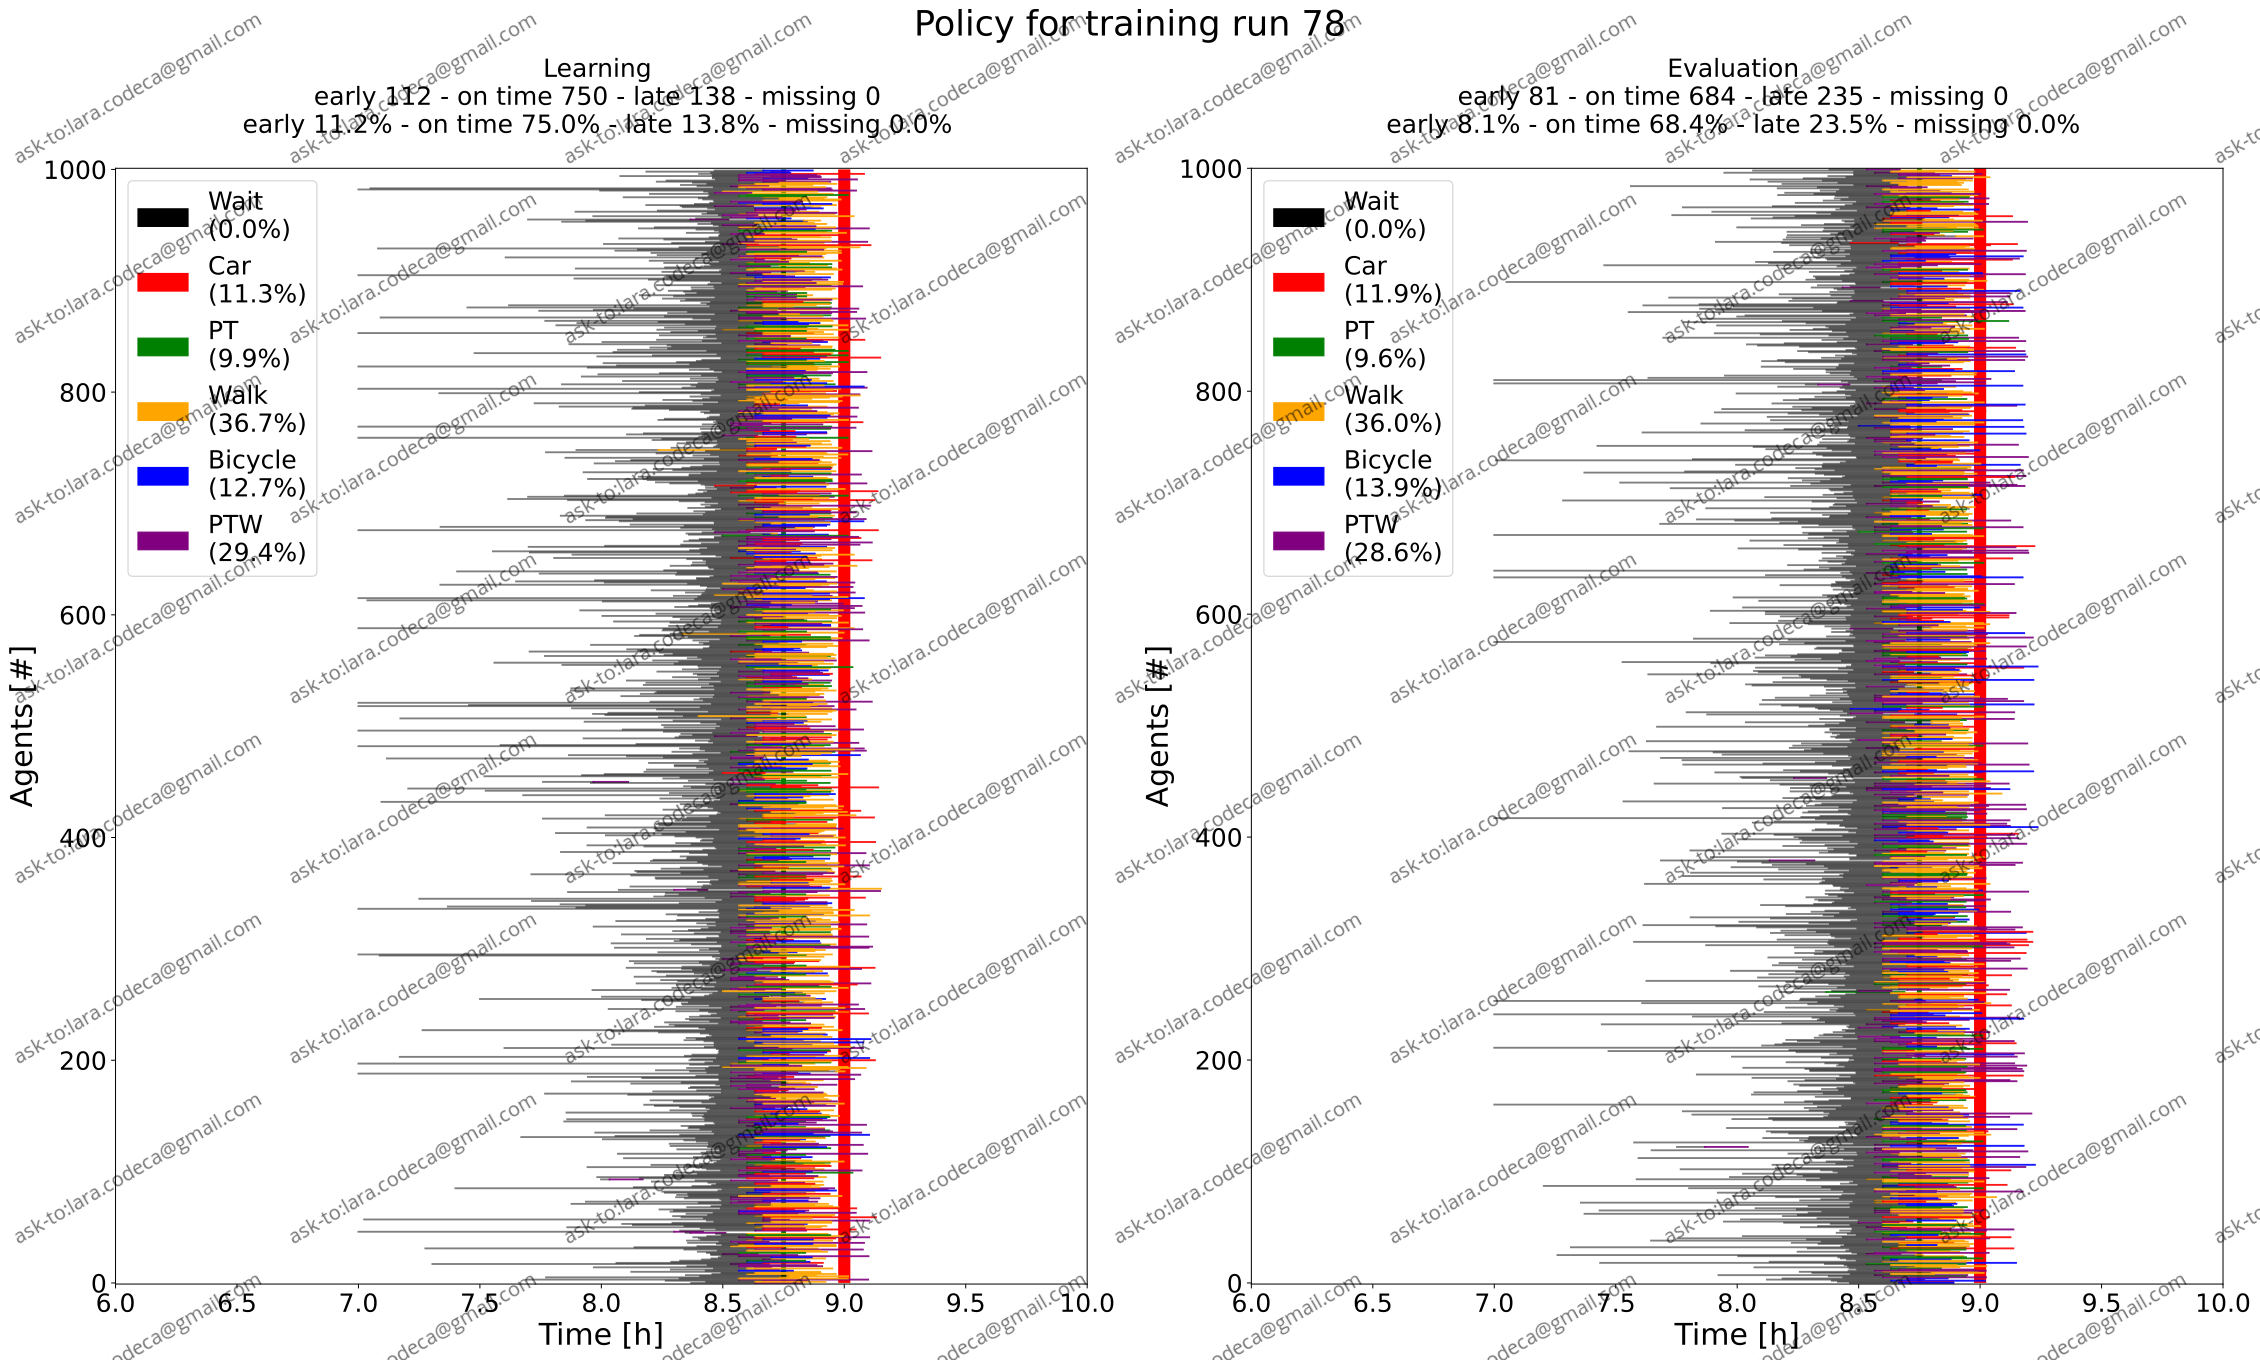 Policy for training run 78
Learning
early 112 - on time 750 - late 138 - missing 0
early 11.2% - on time 75.0% - late 13.8% - missing 0.0%
1000
800
600
400
200
0
Agents [#]
Wait
(0.0%)
Car
(11.3%)
PT
(9.9%)
Walk
(36.7%)
Bicycle
(12.7%)
PTW
(29.4%)
6.0 6.5 7.0 7.5 8.0 8.5 9.0 9.5 10.0
Time [h]
Evaluation
early 81 - on time 684 - late 235 - missing 0
early 8.1% - on time 68.4% - late 23.5% - missing 0.0%
1000
800
600
400
200
0
Agents [#]
Wait
(0.0%)
Car
(11.9%)
PT
(9.6%)
Walk
(36.0%)
Bicycle
(13.9%)
PTW
(28.6%)
6.0 6.5 7.0 7.5 8.0 8.5 9.0 9.5 10.0
Time [h]
ask-to:lara.codeca@gmail.com